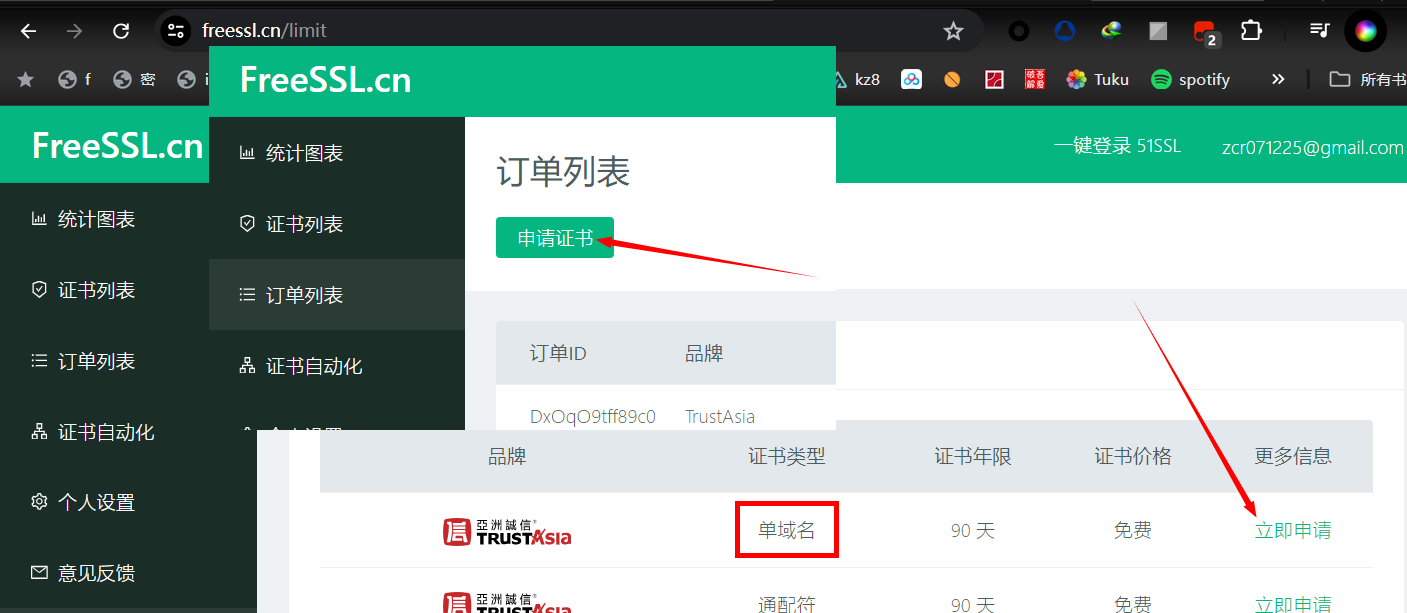 freessl.cn/limit
2
f
密
i
kz8
破吾
解爱
Tuku
spotify
所有书
FreeSSL.cn
FreeSSL.cn
一键登录 51SSL
zcr071225@gmail.com
统计图表
证书列表
订单列表
证书自动化
个人设置
意见反馈
统计图表
证书列表
订单列表
证书自动化
订单列表
申请证书
订单ID 品牌
DxOqO9tff89c0 TrustAsia
品牌 证书类型 证书年限 证书价格 更多信息
亞洲誠信®
TRUSTAsia 单域名 90 天 免费 立即申请
亞洲誠信®
TRUSTAsia 通配符 90 天 免费 立即申请